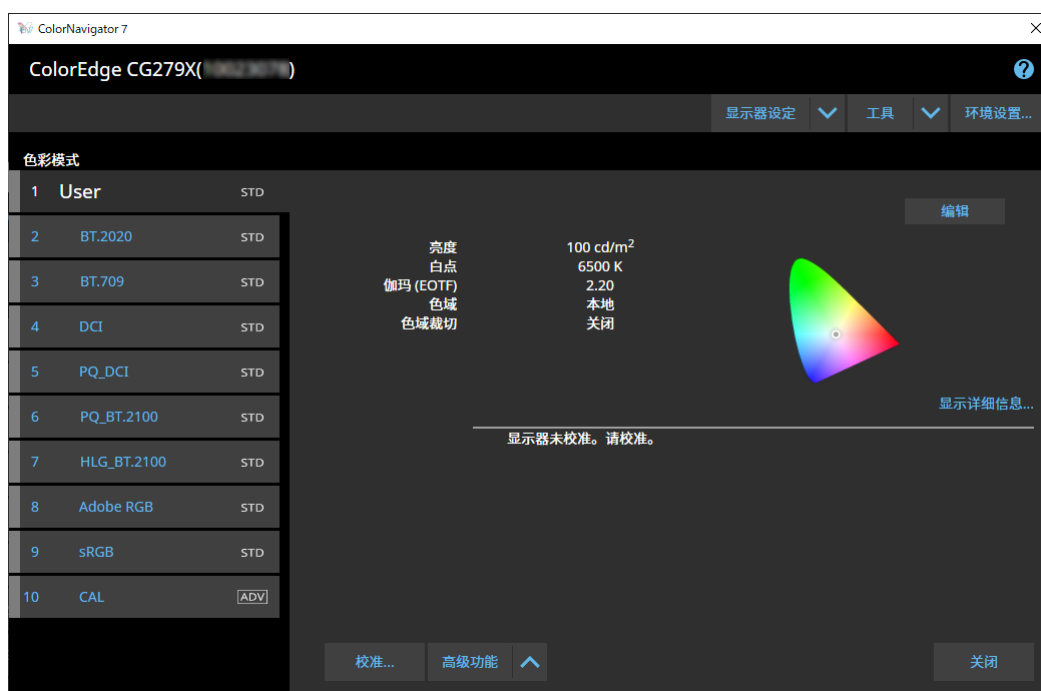 ColorNavigator 7
ColorEdge CG279X( )
显示器设定 工具 环境设置...
色彩模式
1 User STD
编辑
2 BT.2020 STD
3 BT.709 STD
4 DCI STD
5 PQ_DCI STD
6 PQ_BT.2100 STD
7 HLG_BT.2100 STD
8 Adobe RGB STD
9 sRGB STD
10 CAL ADV
亮度 100 cd/m²
白点 6500 K
伽玛 (EOTF) 2.20
色域 本地
色域裁切 关闭
显示详细信息...
显示器未校准。请校准。
校准... 高级功能 关闭